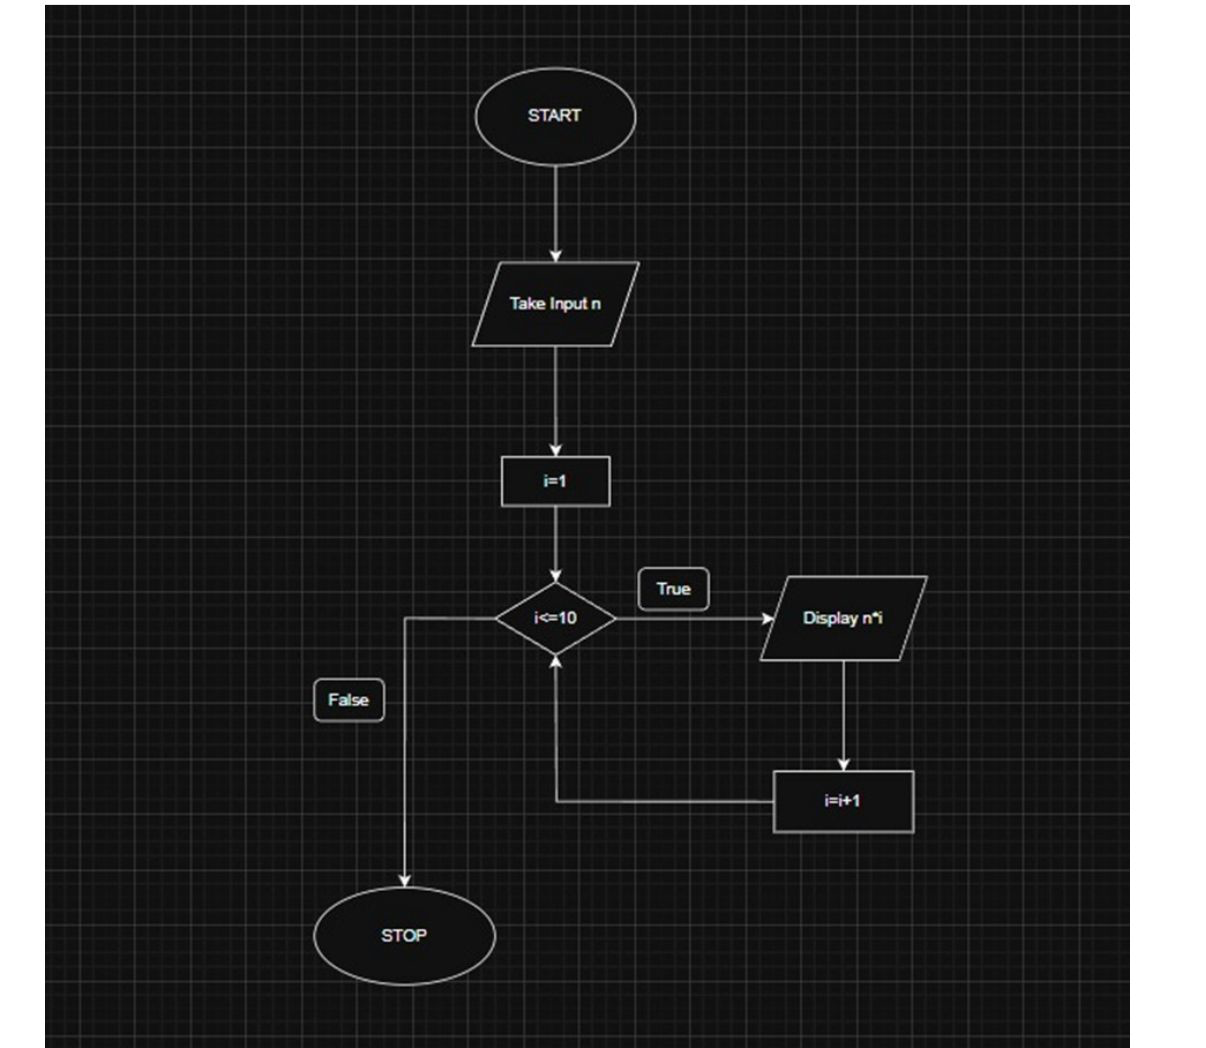 START
Take Input n
i=1
i<=10
True
Display n*i
False
i=i+1
STOP